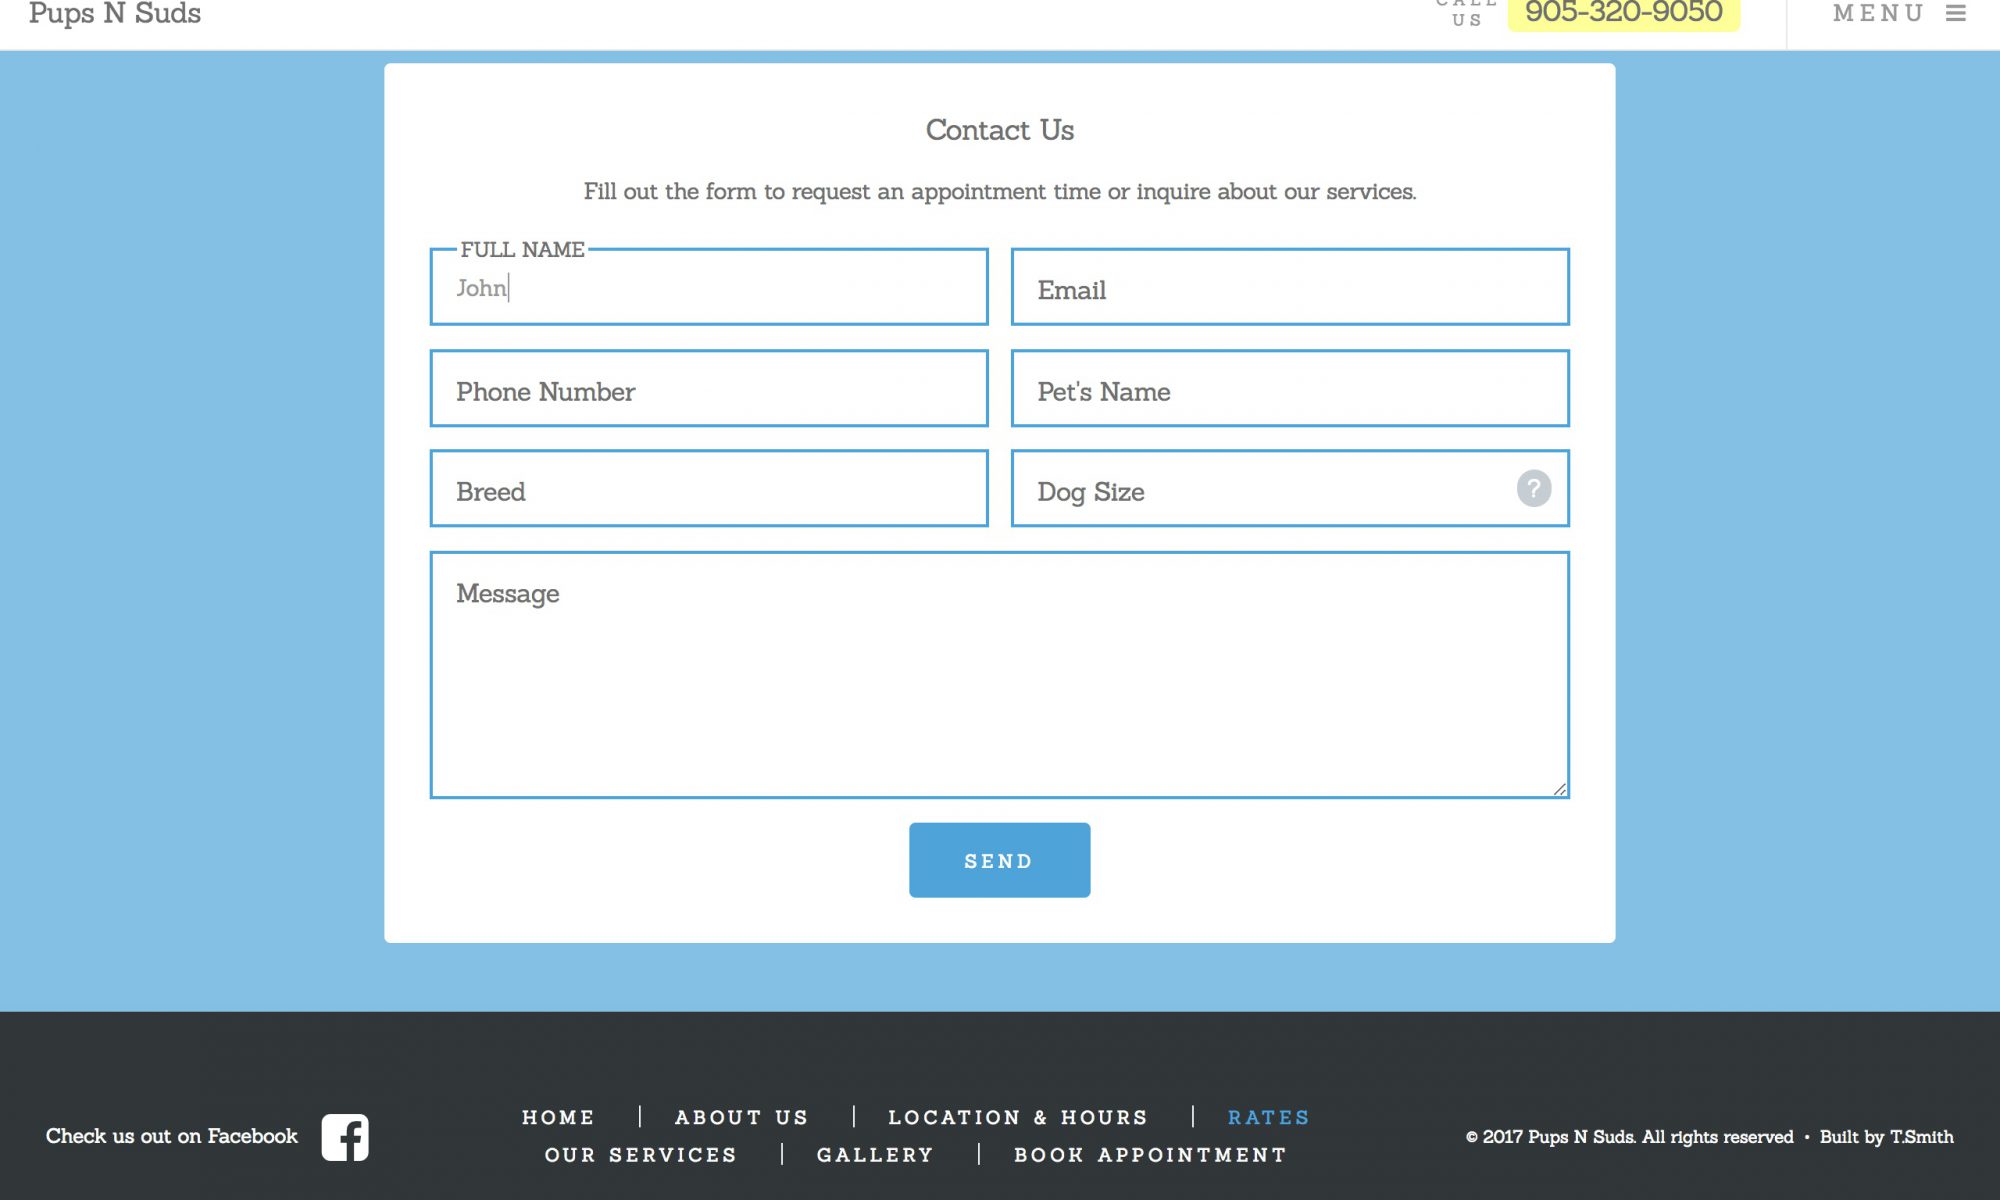 Pups N Suds
CALL
US
905-320-9050
MENU
Contact Us
Fill out the form to request an appointment time or inquire about our services.
FULL NAME
John
Email
Phone Number
Pet's Name
Breed
Dog Size
?
Message
SEND
Check us out on Facebook
HOME | ABOUT US | LOCATION & HOURS | RATES
OUR SERVICES | GALLERY | BOOK APPOINTMENT
© 2017 Pups N Suds. All rights reserved • Built by T.Smith